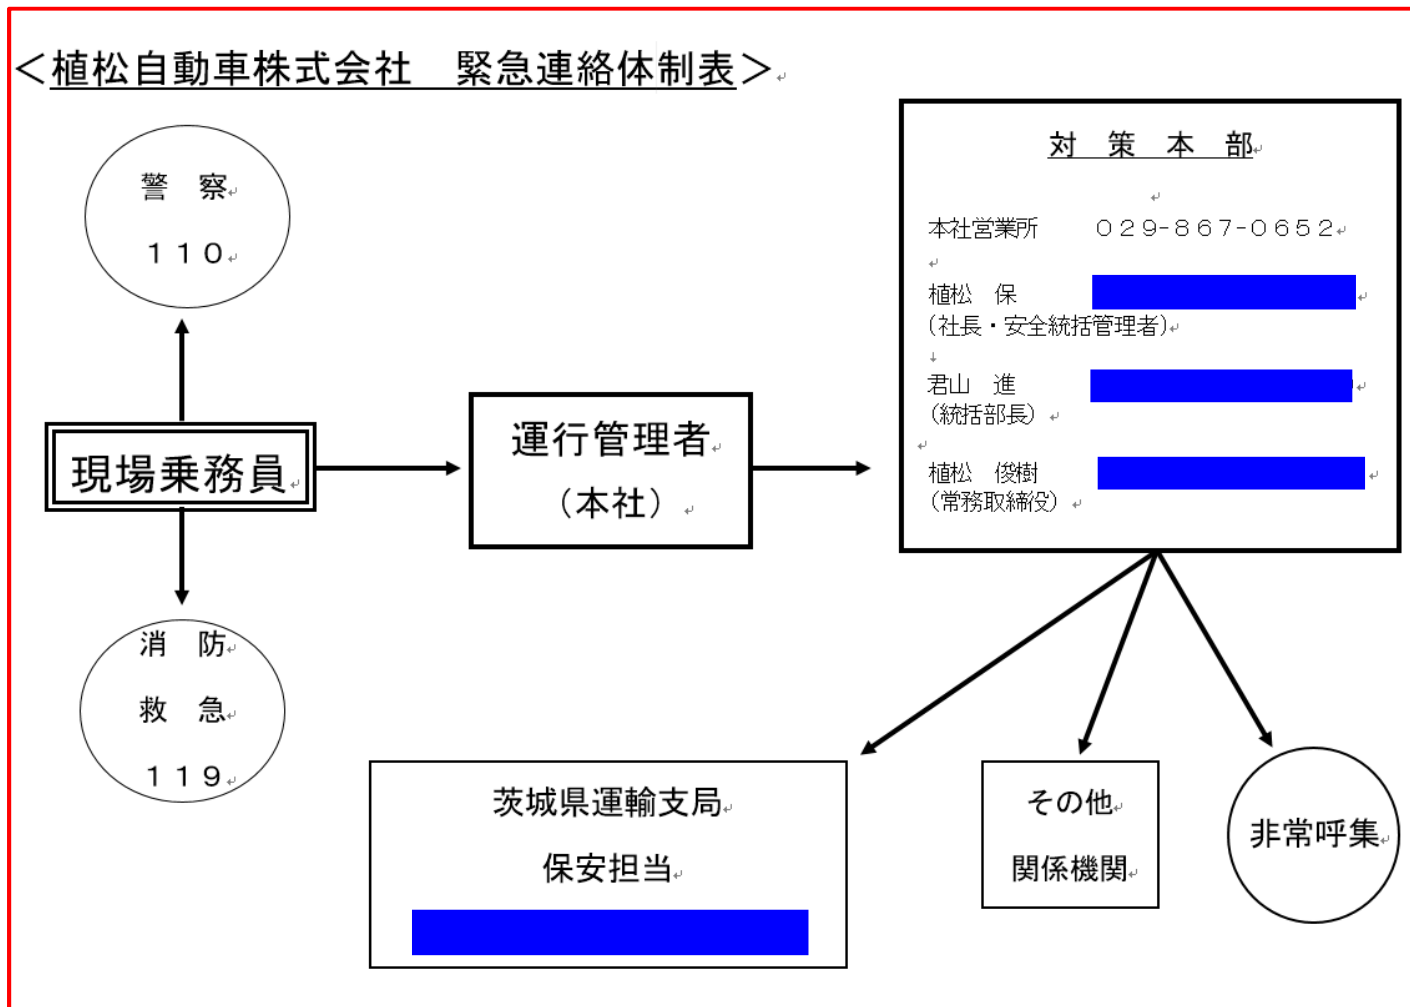 ＜植松自動車株式会社　緊急連絡体制表＞
警　察
１１０
対　策　本　部
本社営業所　０２９-８６７-０６５２
植松　保
（社長・安全統括管理者）
君山　進
（統括部長）
植松　俊樹
（常務取締役）
運行管理者
（本社）
現場乗務員
消　防
救　急
１１９
茨城県運輸支局
保安担当
その他
関係機関
非常呼集